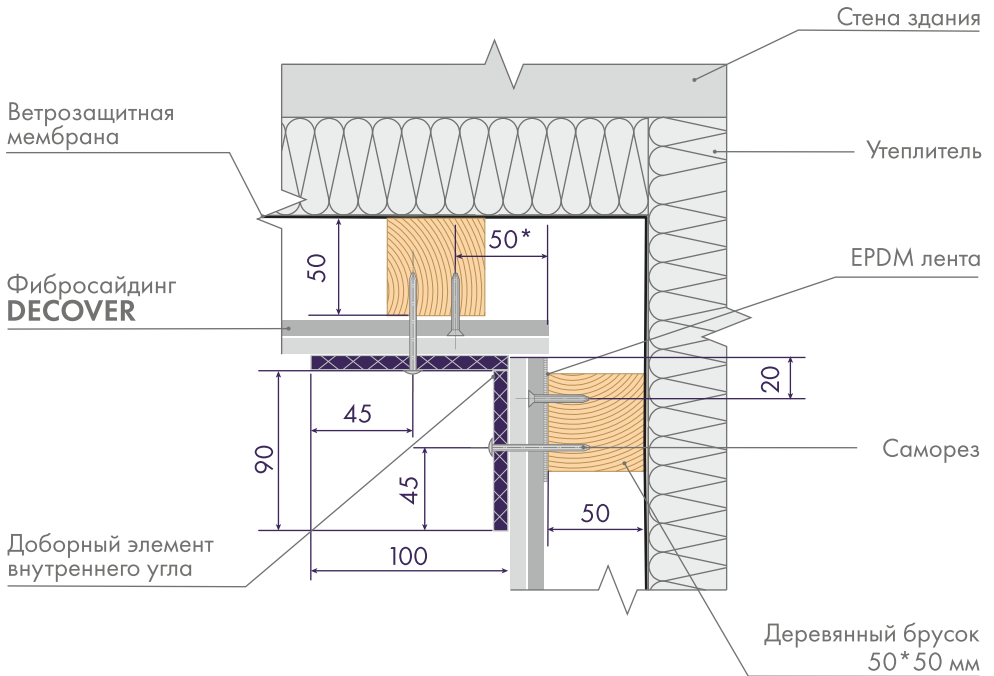 Стена здания
Ветрозащитная
мембрана
Утеплитель
50*
50
EPDM лента
Фибросайдинг
DECOVER
20
45
90
45
Саморез
50
Доборный элемент
внутреннего угла
100
Деревянный брусок
50*50 мм